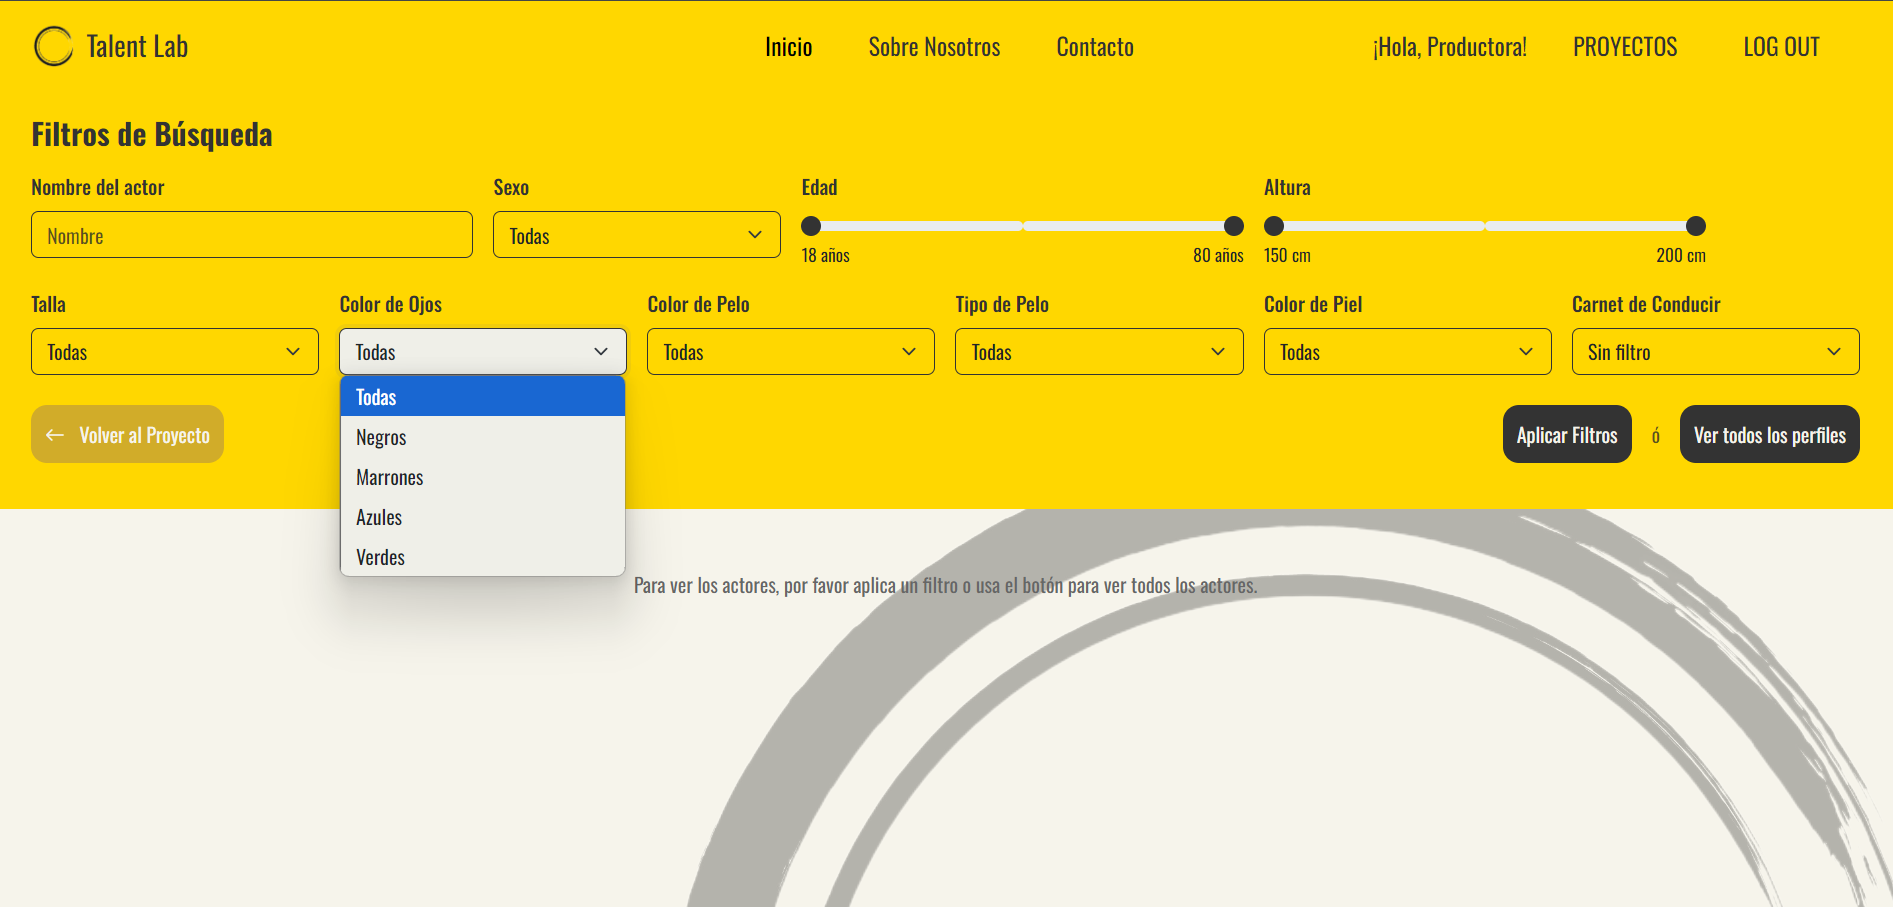 Talent Lab
Inicio
Sobre Nosotros
Contacto
¡Hola, Productora!
PROYECTOS
LOG OUT
Filtros de Búsqueda
Nombre del actor
Sexo
Edad
Altura
Nombre
Todas
18 años
80 años
150 cm
200 cm
Talla
Color de Ojos
Color de Pelo
Tipo de Pelo
Color de Piel
Carnet de Conducir
Todas
Todas
Todas
Todas
Todas
Sin filtro
Todas
Negros
Marrones
Azules
Verdes
Volver al Proyecto
Aplicar Filtros
ó
Ver todos los perfiles
Para ver los actores, por favor aplica un filtro o usa el botón para ver todos los actores.